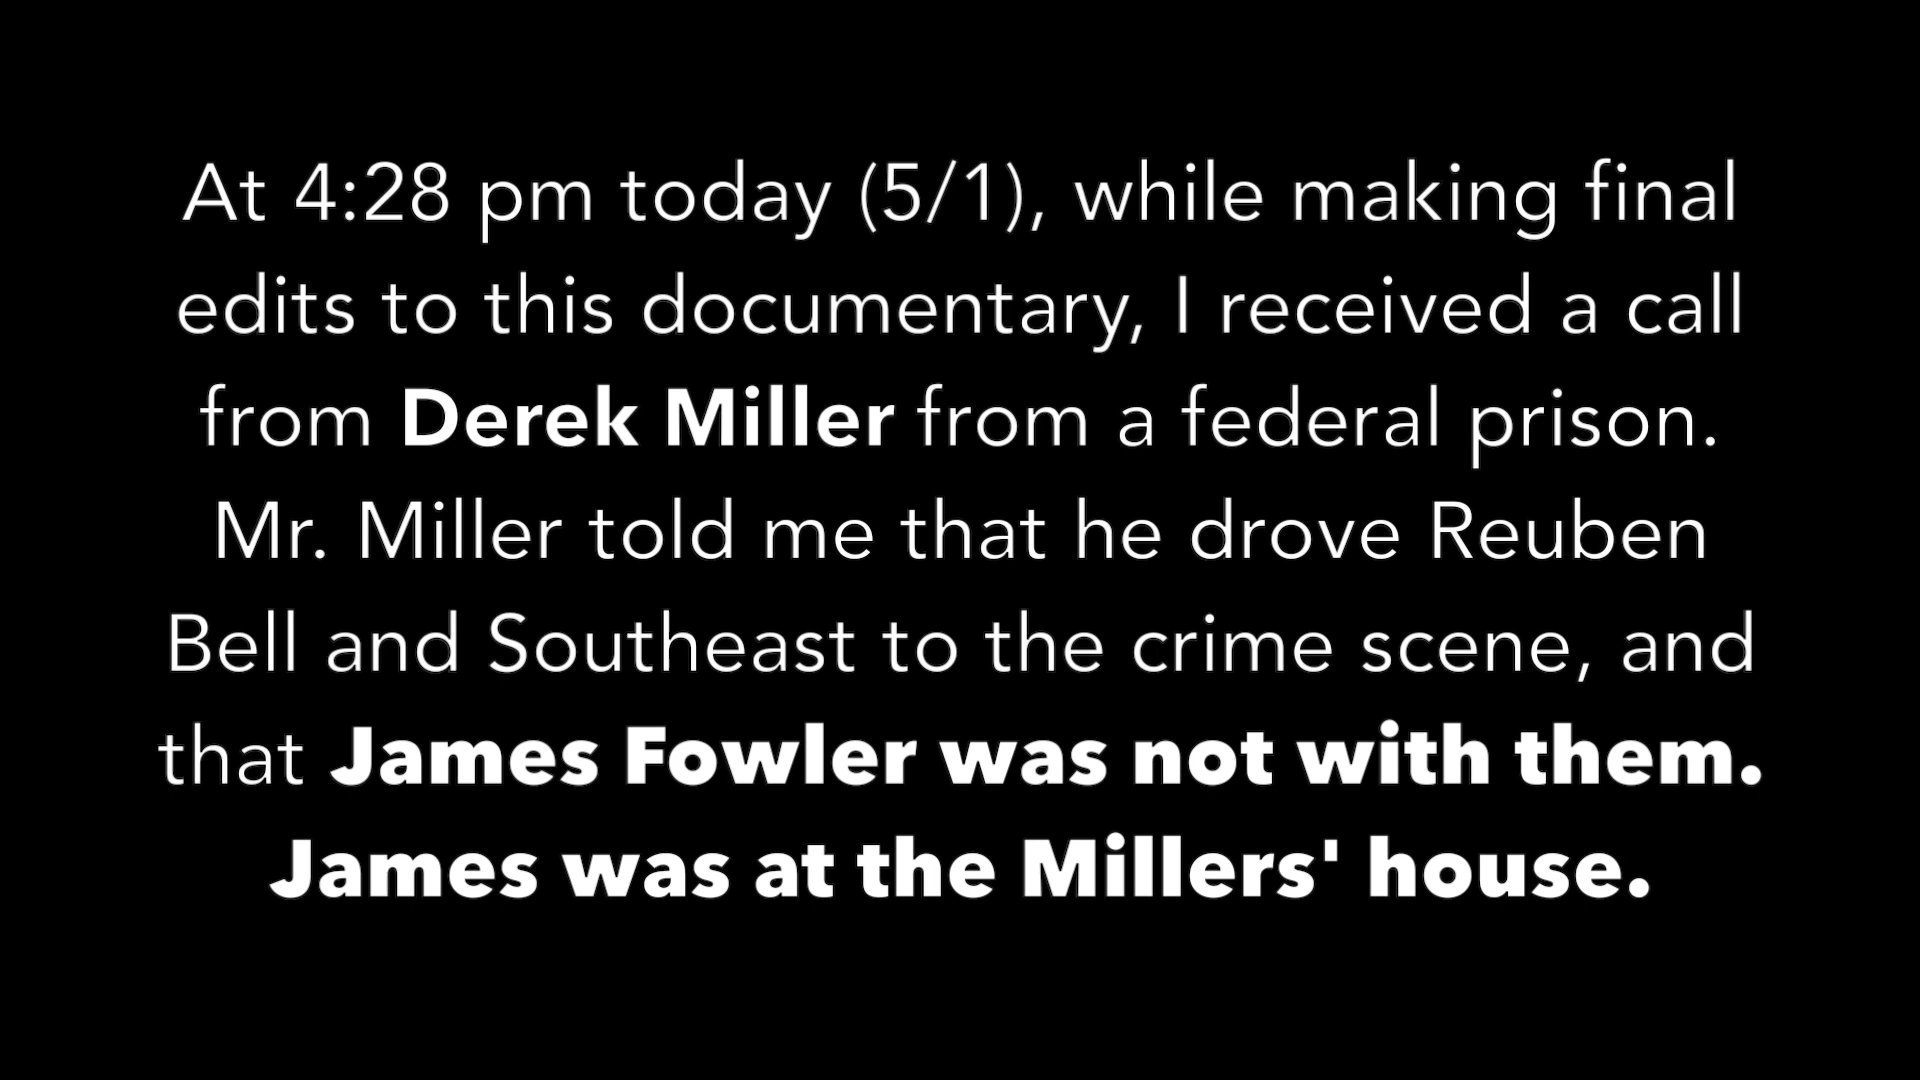 At 4:28 pm today (5/1), while making final
edits to this documentary, I received a call
from Derek Miller from a federal prison.
Mr. Miller told me that he drove Reuben
Bell and Southeast to the crime scene, and
that James Fowler was not with them.
James was at the Millers' house.